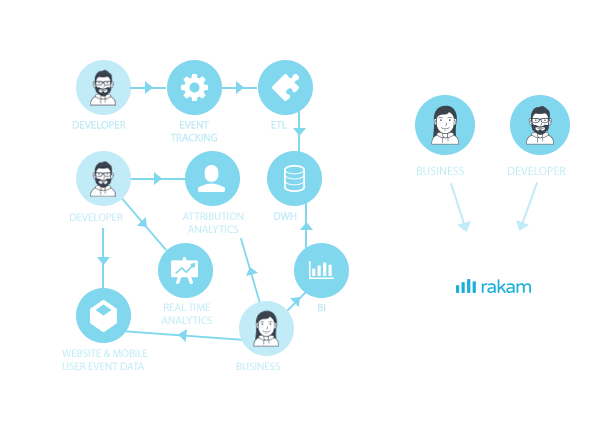 DEVELOPER
EVENT
TRACKING
ETL
DEVELOPER
ATTRIBUTION
ANALYTICS
DWH
REAL TIME
ANALYTICS
BI
WEBSITE & MOBILE
USER EVENT DATA
BUSINESS
BUSINESS
DEVELOPER
rakam